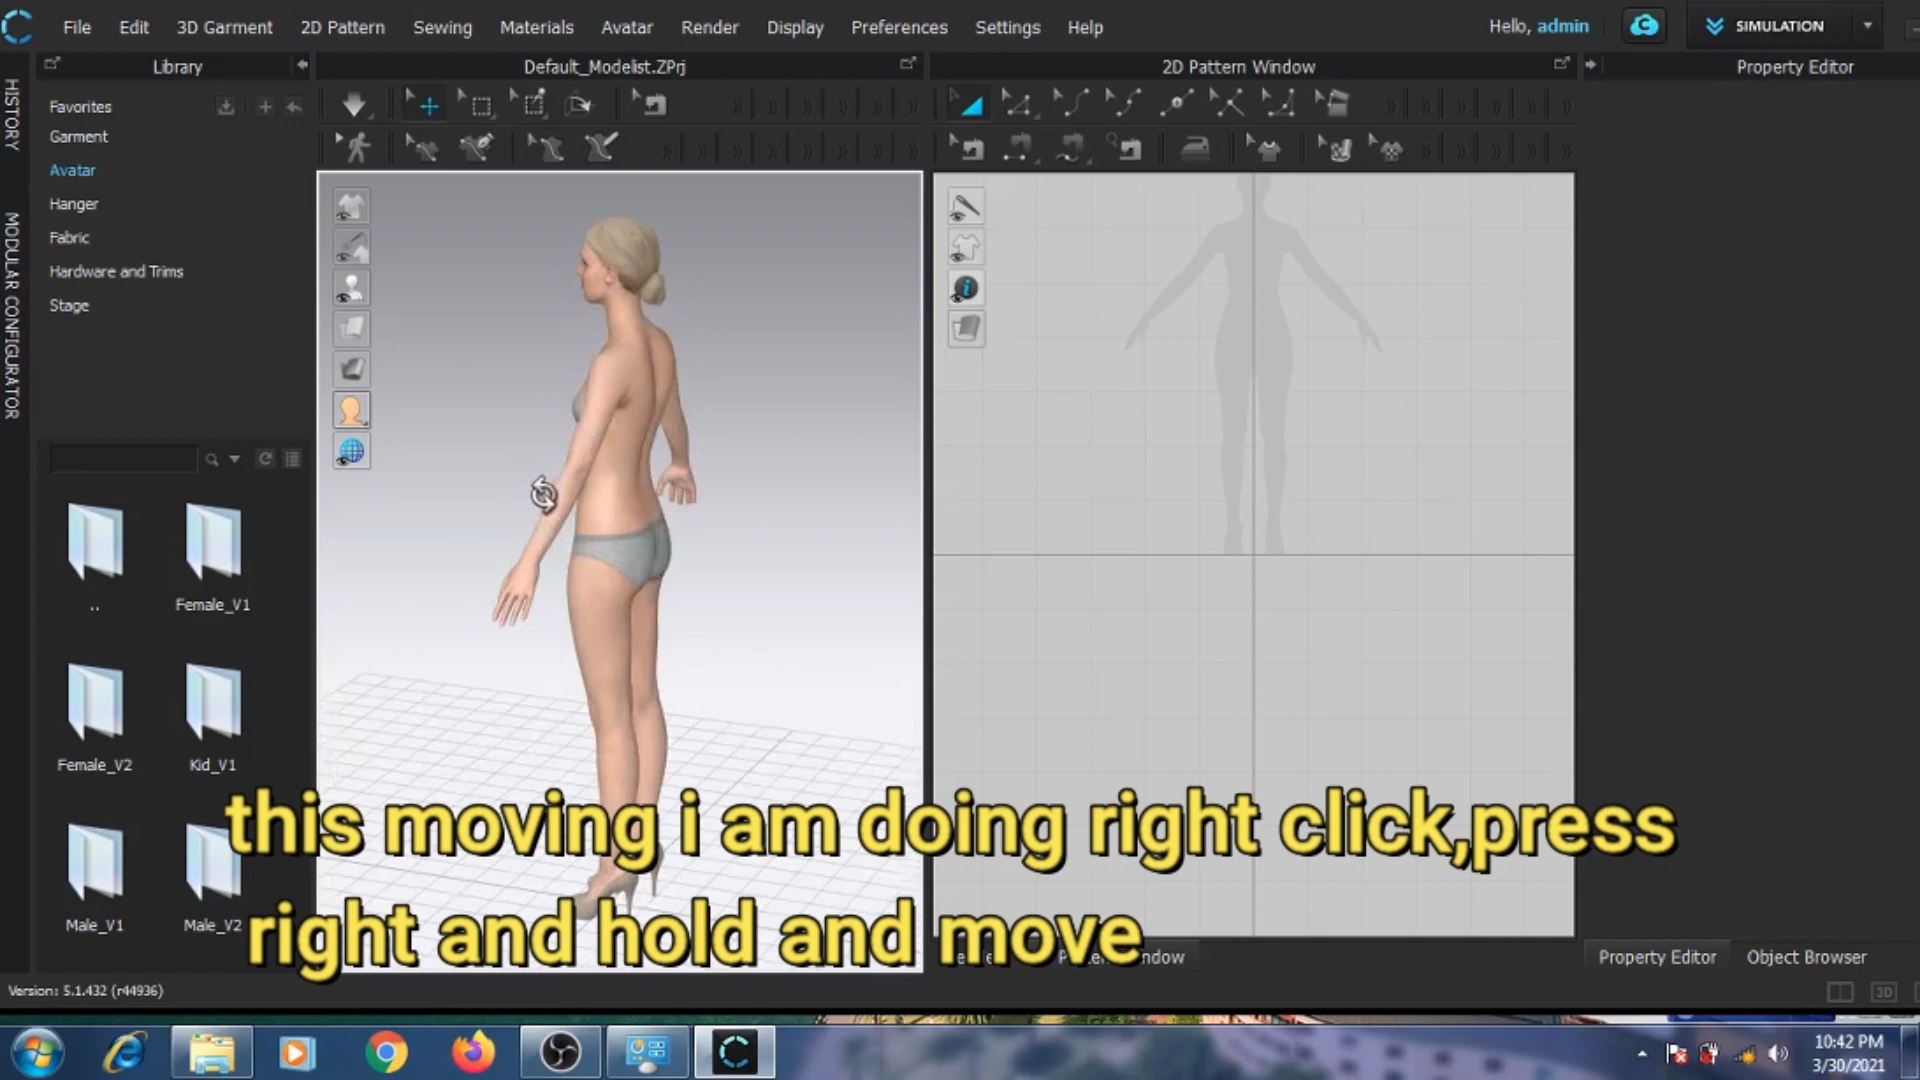 File Edit 3D Garment 2D Pattern Sewing Materials Avatar Render Display Preferences Settings Help Hello, admin SIMULATION
Library Default_Modelist.ZPrj 2D Pattern Window Property Editor
HISTORY
MODULAR CONFIGURATOR
Favorites
Garment
Avatar
Hanger
Fabric
Hardware and Trims
Stage
.. Female_V1
Female_V2 Kid_V1
Male_V1 Male_V2
this moving i am doing right click,press
right and hold and move
Property Editor Object Browser
Version: 5.1.432 (r44936)
3D
10:42 PM
3/30/2021